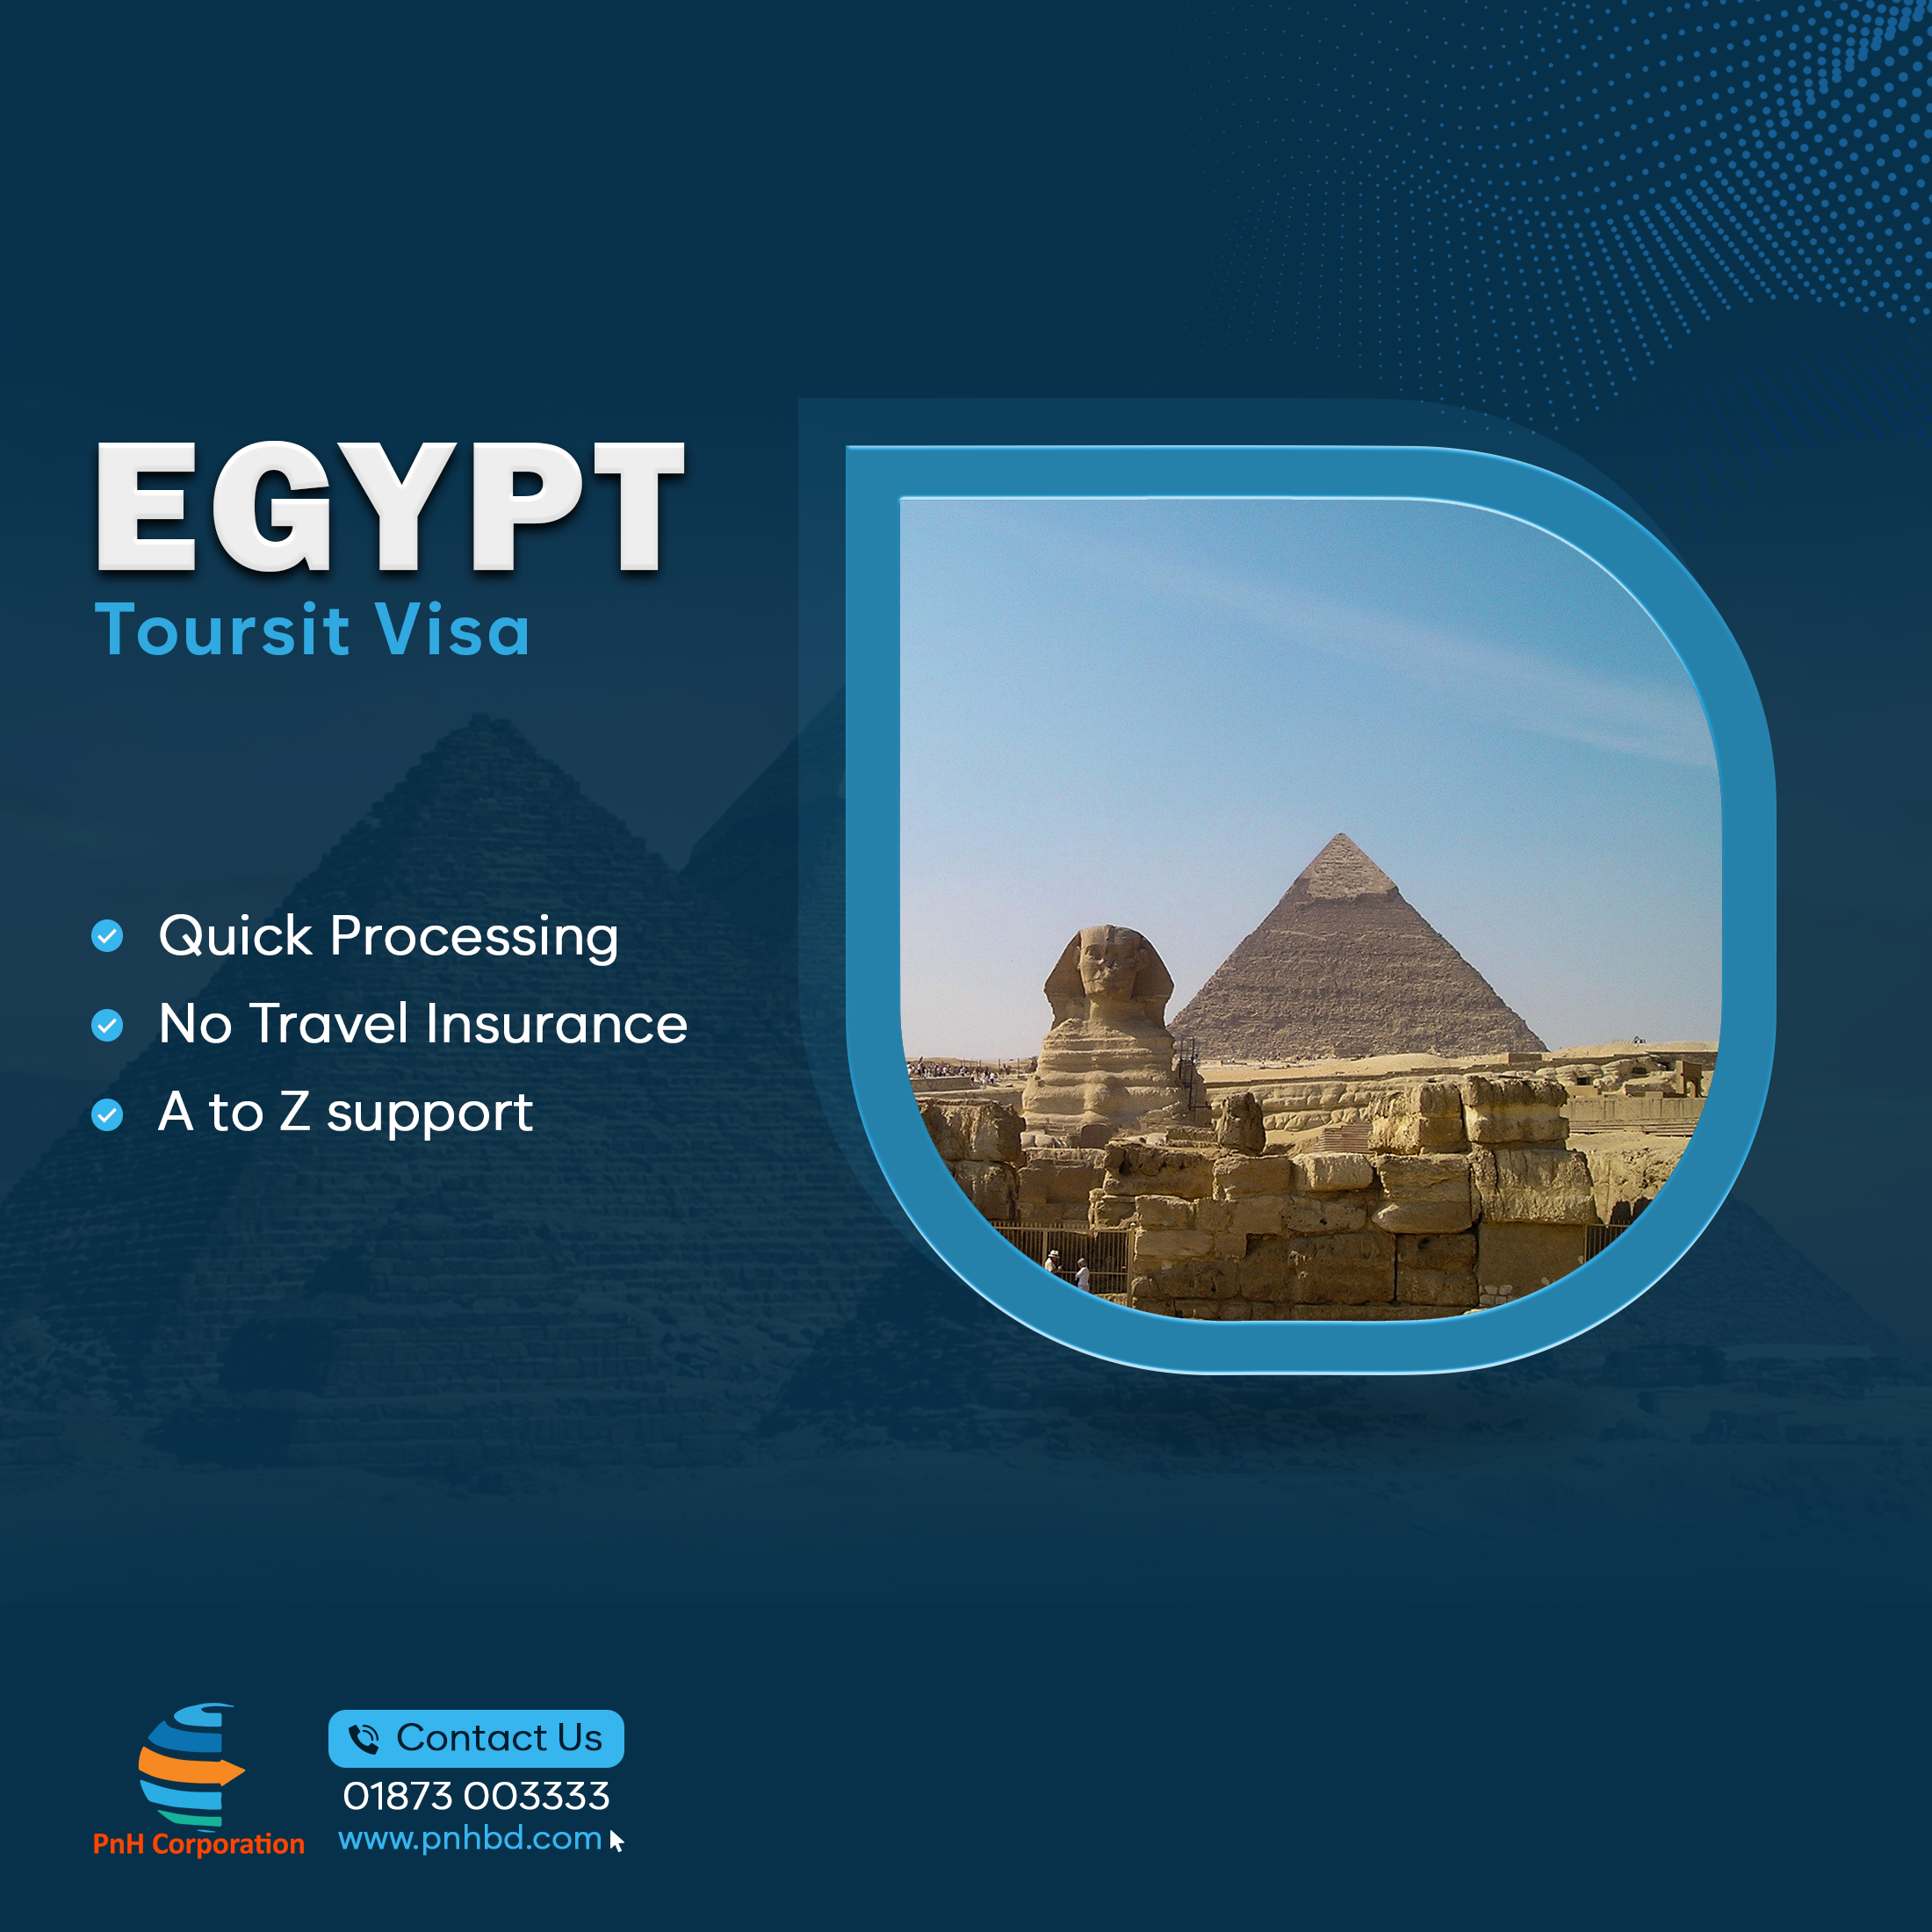 EGYPT
Toursit Visa
Quick Processing
No Travel Insurance
A to Z support
PnH Corporation
Contact Us
01873 003333
www.pnhbd.com